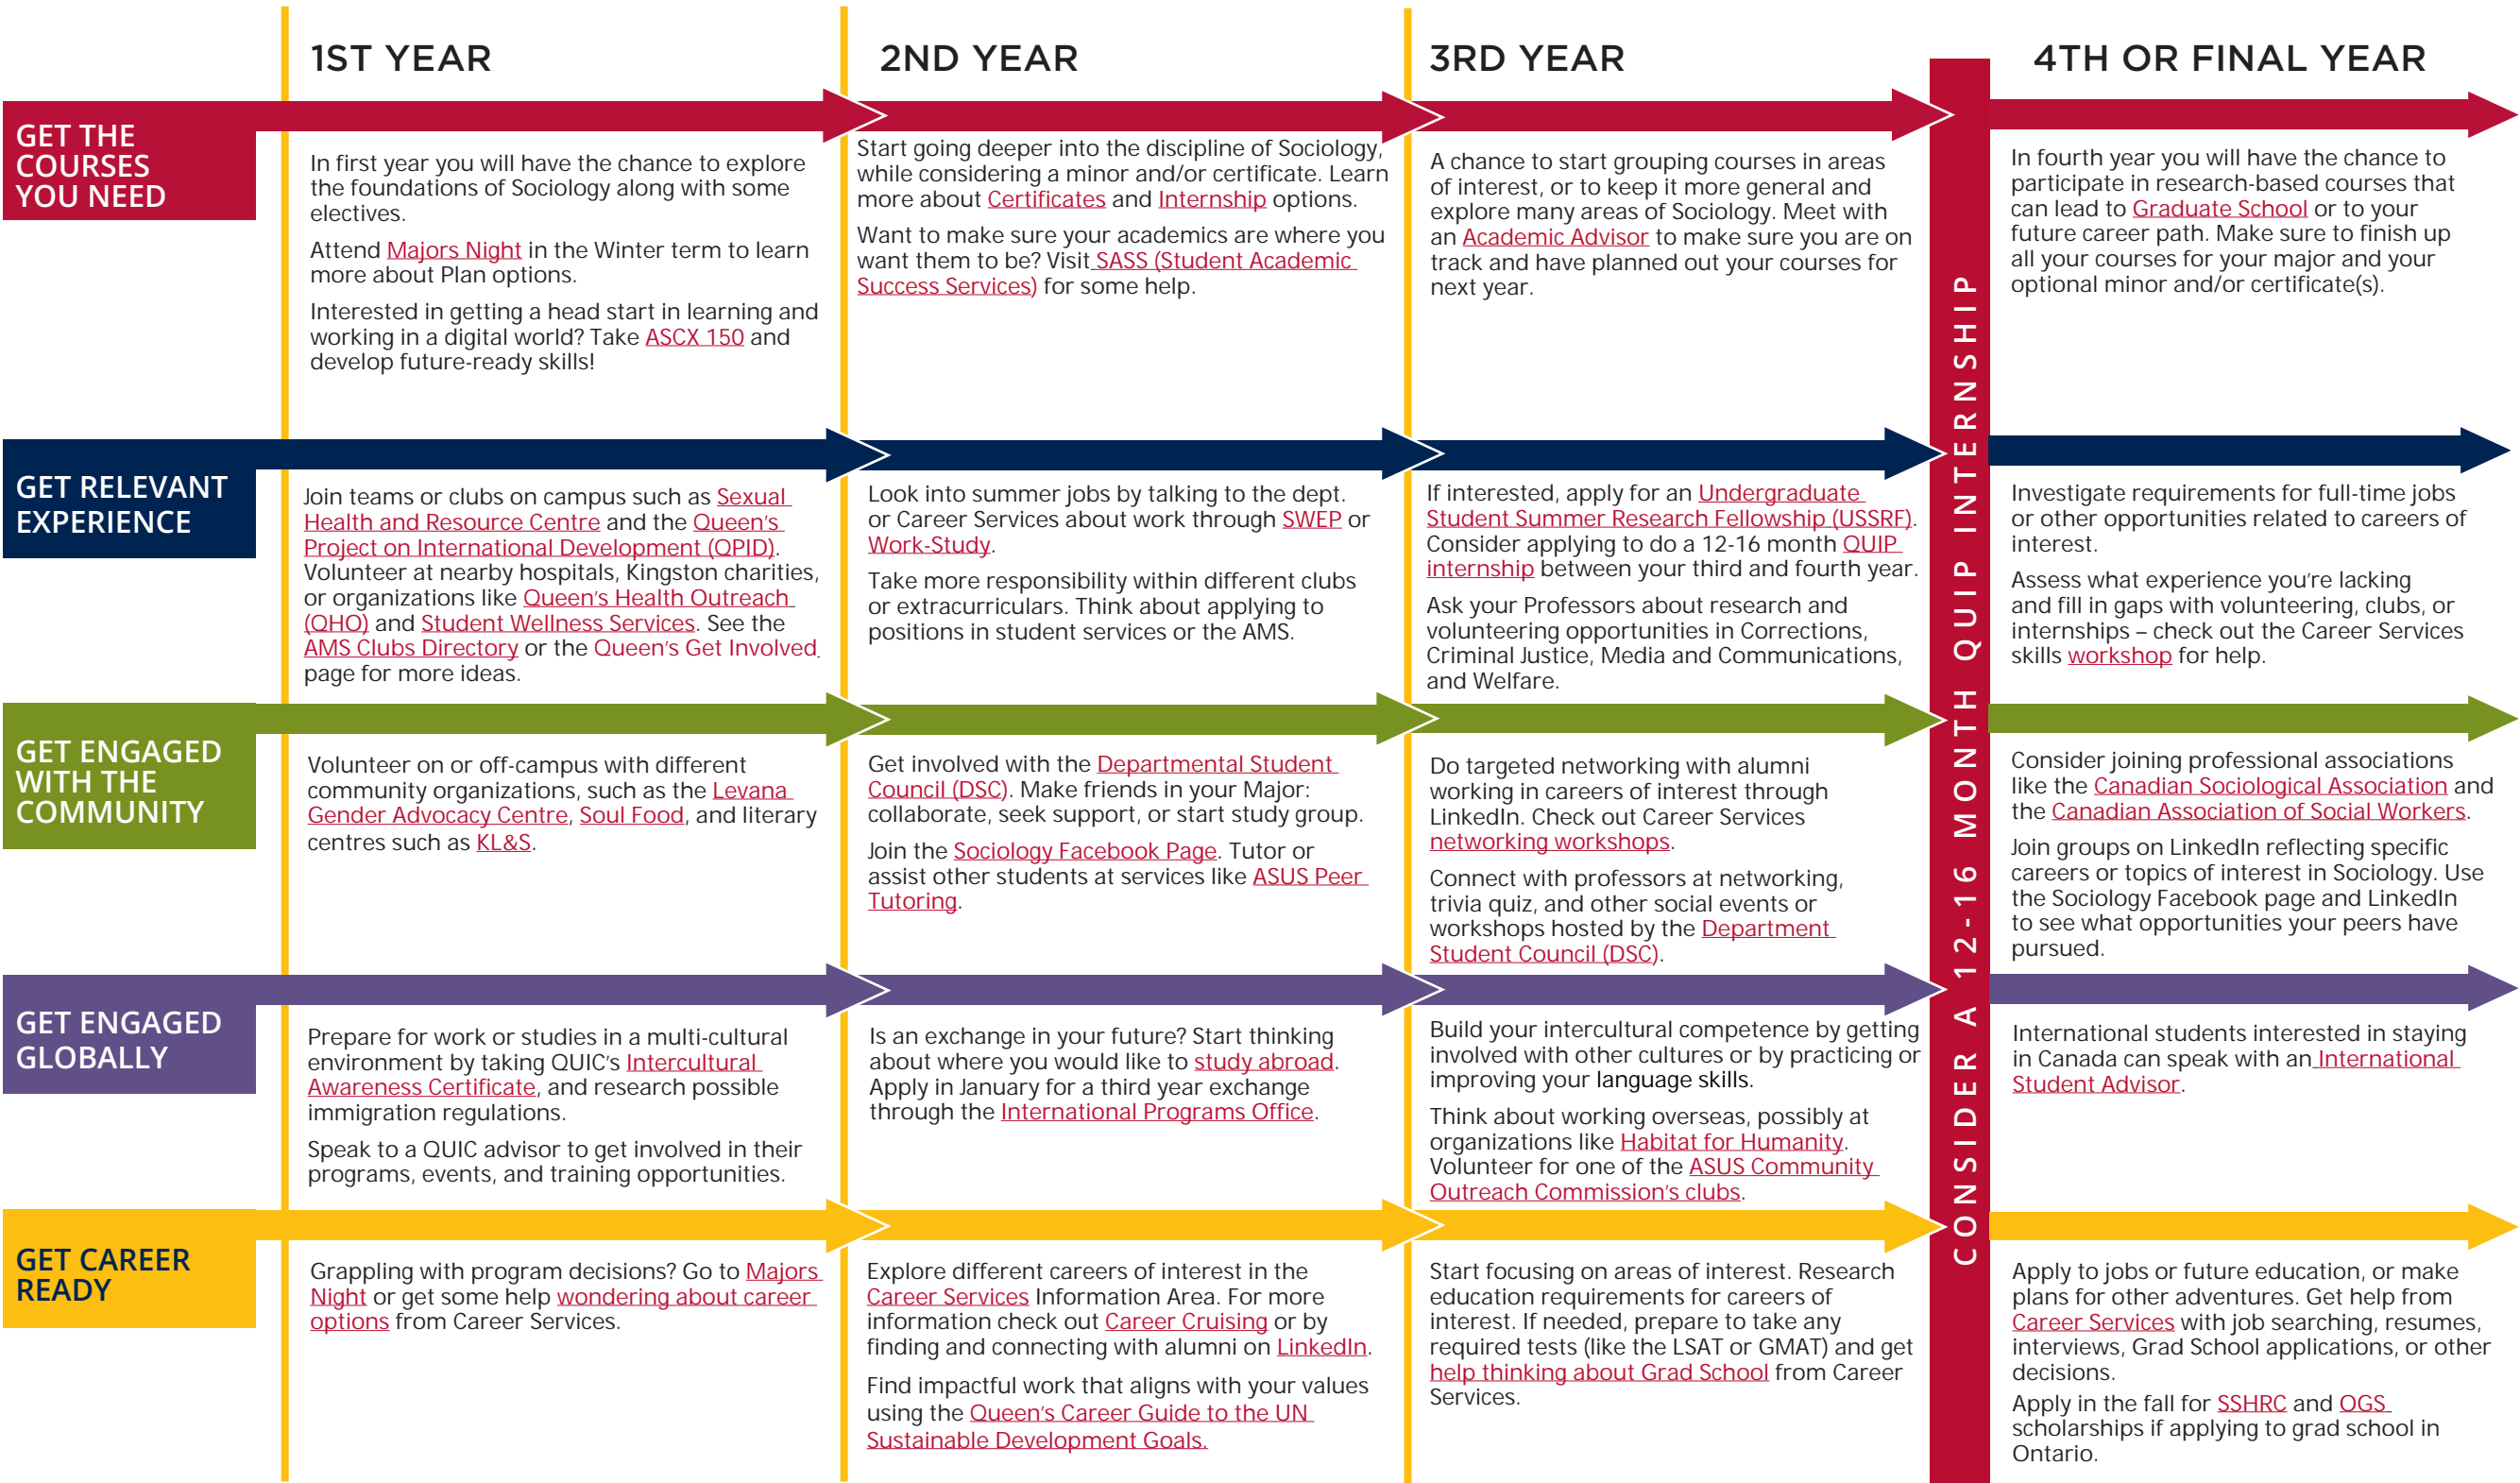 1ST YEAR
2ND YEAR
3RD YEAR
4TH OR FINAL YEAR
GET THE
COURSES
YOU NEED
In first year you will have the chance to explore
the foundations of Sociology along with some
electives.
Attend Majors Night in the Winter term to learn
more about Plan options.
Interested in getting a head start in learning and
working in a digital world? Take ASCX 150 and
develop future-ready skills!
Start going deeper into the discipline of Sociology,
while considering a minor and/or certificate. Learn
more about Certificates and Internship options.
Want to make sure your academics are where you
want them to be? Visit SASS (Student Academic
Success Services) for some help.
A chance to start grouping courses in areas
of interest, or to keep it more general and
explore many areas of Sociology. Meet with
an Academic Advisor to make sure you are on
track and have planned out your courses for
next year.
In fourth year you will have the chance to
participate in research-based courses that
can lead to Graduate School or to your
future career path. Make sure to finish up
all your courses for your major and your
optional minor and/or certificate(s).
GET RELEVANT
EXPERIENCE
Join teams or clubs on campus such as Sexual
Health and Resource Centre and the Queen's
Project on International Development (QPID).
Volunteer at nearby hospitals, Kingston charities,
or organizations like Queen's Health Outreach
(QHO) and Student Wellness Services. See the
AMS Clubs Directory or the Queen's Get Involved
page for more ideas.
Look into summer jobs by talking to the dept.
or Career Services about work through SWEP or
Work-Study.
Take more responsibility within different clubs
or extracurriculars. Think about applying to
positions in student services or the AMS.
If interested, apply for an Undergraduate
Student Summer Research Fellowship (USSRF).
Consider applying to do a 12-16 month QUIP
internship between your third and fourth year.
Ask your Professors about research and
volunteering opportunities in Corrections,
Criminal Justice, Media and Communications,
and Welfare.
Investigate requirements for full-time jobs
or other opportunities related to careers of
interest.
Assess what experience you're lacking
and fill in gaps with volunteering, clubs, or
internships – check out the Career Services
skills workshop for help.
GET ENGAGED
WITH THE
COMMUNITY
Volunteer on or off-campus with different
community organizations, such as the Levana
Gender Advocacy Centre, Soul Food, and literary
centres such as KL&S.
Get involved with the Departmental Student
Council (DSC). Make friends in your Major:
collaborate, seek support, or start study group.
Join the Sociology Facebook Page. Tutor or
assist other students at services like ASUS Peer
Tutoring.
Do targeted networking with alumni
working in careers of interest through
LinkedIn. Check out Career Services
networking workshops.
Connect with professors at networking,
trivia quiz, and other social events or
workshops hosted by the Department
Student Council (DSC).
Consider joining professional associations
like the Canadian Sociological Association and
the Canadian Association of Social Workers.
Join groups on LinkedIn reflecting specific
careers or topics of interest in Sociology. Use
the Sociology Facebook page and LinkedIn
to see what opportunities your peers have
pursued.
GET ENGAGED
GLOBALLY
Prepare for work or studies in a multi-cultural
environment by taking QUIC's Intercultural
Awareness Certificate, and research possible
immigration regulations.
Speak to a QUIC advisor to get involved in their
programs, events, and training opportunities.
Is an exchange in your future? Start thinking
about where you would like to study abroad.
Apply in January for a third year exchange
through the International Programs Office.
Build your intercultural competence by getting
involved with other cultures or by practicing or
improving your language skills.
Think about working overseas, possibly at
organizations like Habitat for Humanity.
Volunteer for one of the ASUS Community
Outreach Commission's clubs.
International students interested in staying
in Canada can speak with an International
Student Advisor.
GET CAREER
READY
Grappling with program decisions? Go to Majors
Night or get some help wondering about career
options from Career Services.
Explore different careers of interest in the
Career Services Information Area. For more
information check out Career Cruising or by
finding and connecting with alumni on LinkedIn.
Find impactful work that aligns with your values
using the Queen's Career Guide to the UN
Sustainable Development Goals.
Start focusing on areas of interest. Research
education requirements for careers of
interest. If needed, prepare to take any
required tests (like the LSAT or GMAT) and get
help thinking about Grad School from Career
Services.
Apply to jobs or future education, or make
plans for other adventures. Get help from
Career Services with job searching, resumes,
interviews, Grad School applications, or other
decisions.
Apply in the fall for SSHRC and OGS
scholarships if applying to grad school in
Ontario.
CONSIDER A 12-16 MONTH QUIP INTERNSHIP